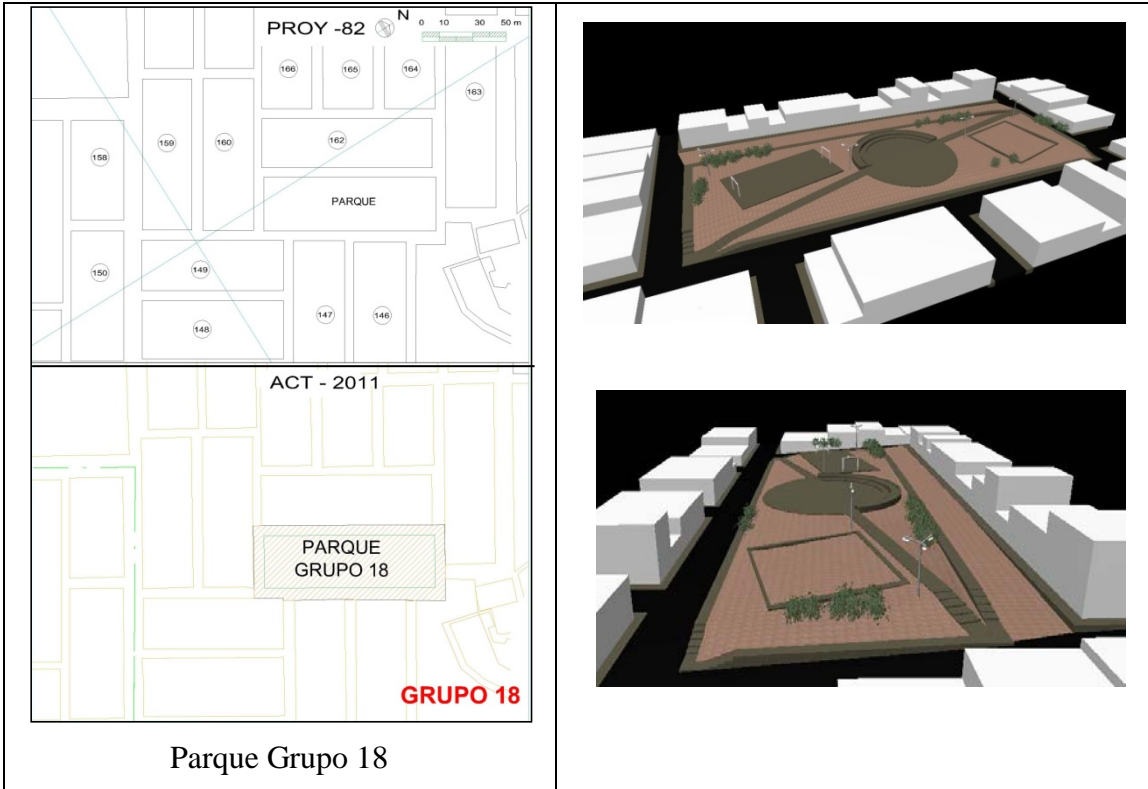 PROY -82
N
0 10 30 50 m
166
165
164
163
158
159
160
162
PARQUE
150
149
148
147
146
ACT - 2011
PARQUE
GRUPO 18
GRUPO 18
Parque Grupo 18